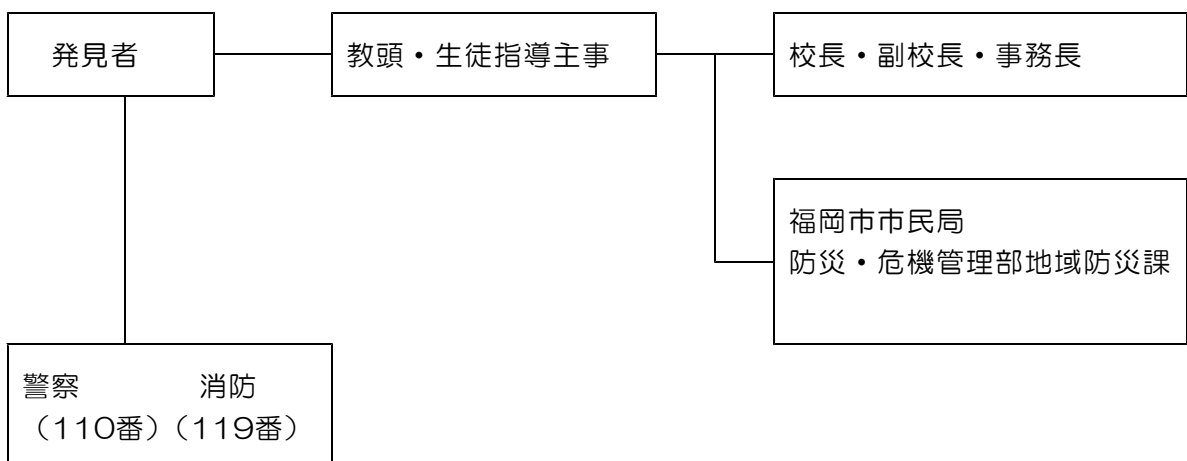 発見者
教頭・生徒指導主事
校長・副校長・事務長
福岡市市民局
防災・危機管理部地域防災課
警察　　　　消防
（110番）（119番）